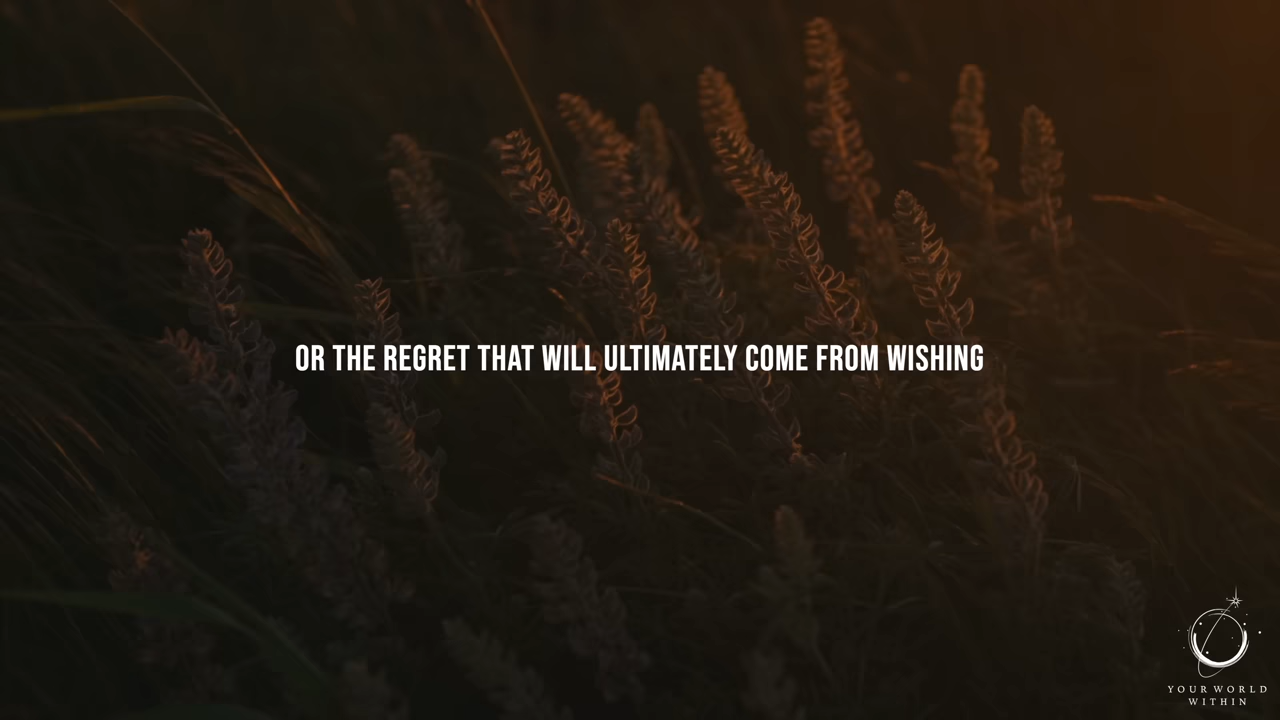 OR THE REGRET THAT WILL ULTIMATELY COME FROM WISHING
YOUR WORLD
WITHIN